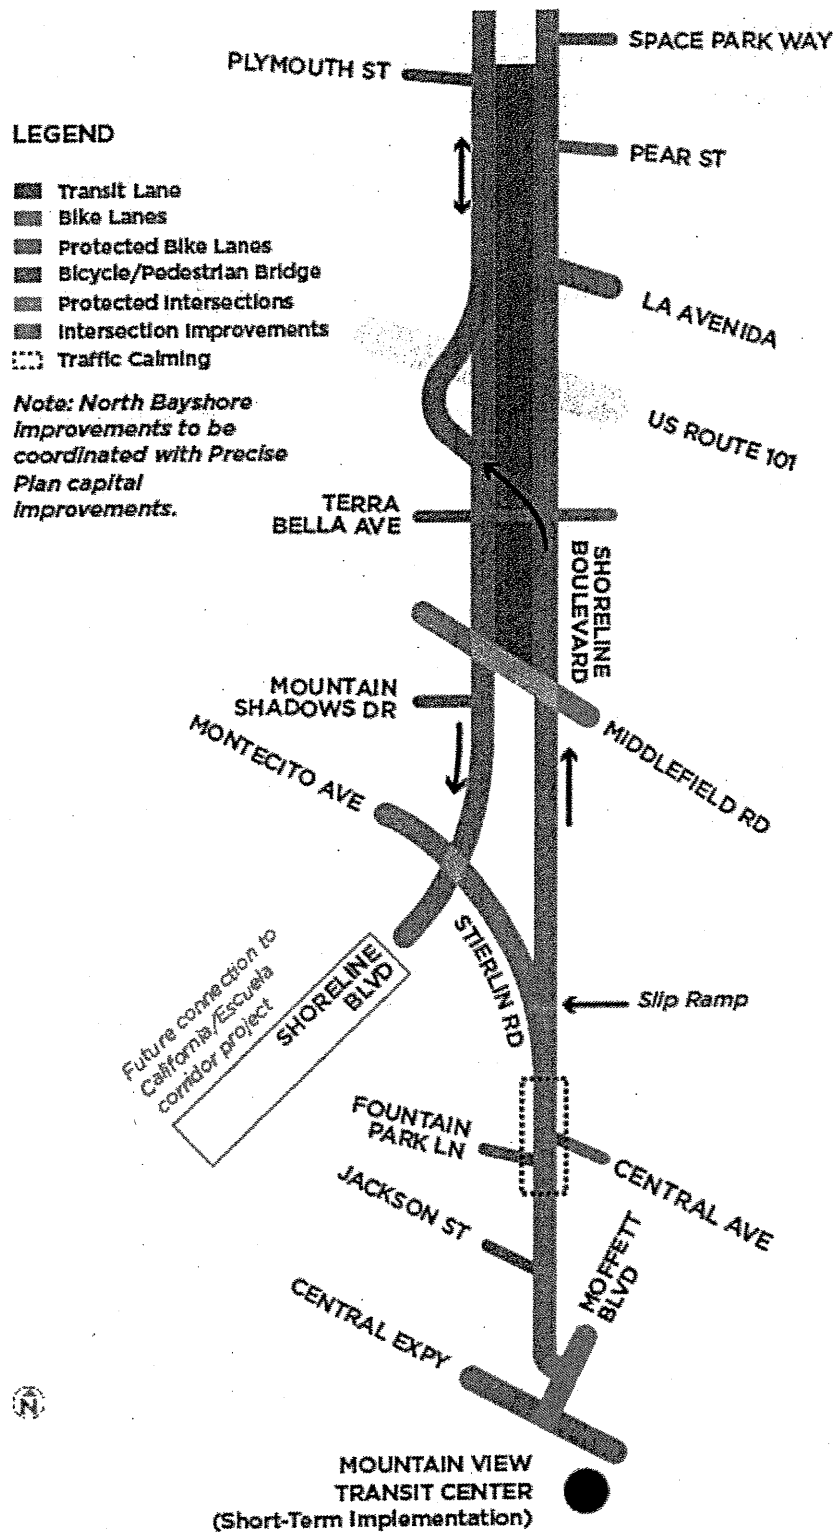 SPACE PARK WAY
PLYMOUTH ST
PEAR ST
LEGEND
Transit Lane
Bike Lanes
Protected Bike Lanes
Bicycle/Pedestrian Bridge
Protected Intersections
Intersection Improvements
Traffic Calming
Note: North Bayshore
improvements to be
coordinated with Precise
Plan capital
improvements.
LA AVENIDA
US ROUTE 101
TERRA
BELLA AVE
SHORELINE
BOULEVARD
MOUNTAIN
SHADOWS DR
MONTECITO AVE
MIDDLEFIELD RD
STIERLIN RD
SHORELINE
BLVD
Future connection to
California/Escuela
corridor project
Slip Ramp
FOUNTAIN
PARK LN
CENTRAL AVE
JACKSON ST
MOFFETT
BLVD
CENTRAL EXPY
N
MOUNTAIN VIEW
TRANSIT CENTER
(Short-Term Implementation)